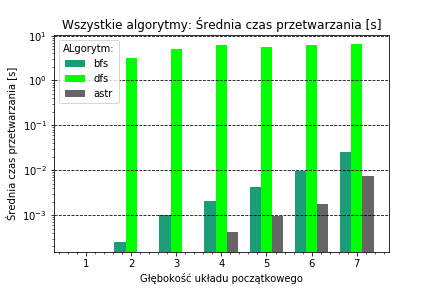 Wszystkie algorytmy: Średnia czas przetwarzania [s]
ALgorytm:
bfs
dfs
astr
Średnia czas przetwarzania [s]
10¹
10⁰
10⁻¹
10⁻²
10⁻³
1 2 3 4 5 6 7
Głębokość układu początkowego